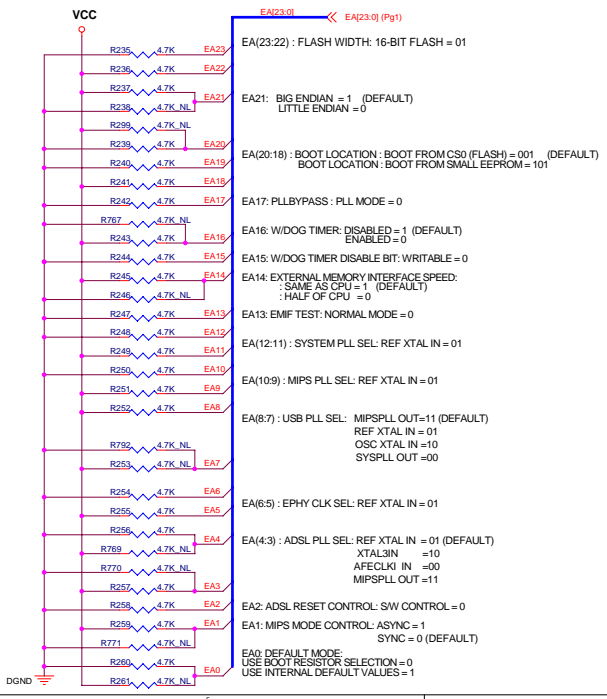 VCC
EA[23:0]
EA[23:0] (Pg1)
R235 4.7K EA23
EA(23:22) : FLASH WIDTH: 16-BIT FLASH = 01
R236 4.7K EA22
R237 4.7K
EA21
EA21: BIG ENDIAN = 1 (DEFAULT)
R238 4.7K_NL
LITTLE ENDIAN = 0
R299 4.7K_NL
R239 4.7K EA20
EA(20:18) : BOOT LOCATION : BOOT FROM CS0 (FLASH) = 001 (DEFAULT)
R240 4.7K EA19
BOOT LOCATION : BOOT FROM SMALL EEPROM = 101
R241 4.7K EA18
R242 4.7K EA17
EA17: PLLBYPASS : PLL MODE = 0
R767 4.7K_NL
R243 4.7K EA16
EA16: W/DOG TIMER: DISABLED = 1 (DEFAULT)
ENABLED = 0
R244 4.7K EA15
EA15: W/DOG TIMER DISABLE BIT: WRITABLE = 0
R245 4.7K EA14
EA14: EXTERNAL MEMORY INTERFACE SPEED:
: SAME AS CPU = 1 (DEFAULT)
R246 4.7K_NL
: HALF OF CPU = 0
R247 4.7K EA13
EA13: EMIF TEST: NORMAL MODE = 0
R248 4.7K EA12
EA(12:11) : SYSTEM PLL SEL: REF XTAL IN = 01
R249 4.7K EA11
R250 4.7K EA10
EA(10:9) : MIPS PLL SEL: REF XTAL IN = 01
R251 4.7K EA9
R252 4.7K EA8
EA(8:7) : USB PLL SEL: MIPSPLL OUT=11 (DEFAULT)
REF XTAL IN = 01
OSC XTAL IN =10
SYSPLL OUT =00
R792 4.7K_NL
R253 4.7K_NL EA7
R254 4.7K EA6
EA(6:5) : EPHY CLK SEL: REF XTAL IN = 01
R255 4.7K EA5
R256 4.7K
EA4
EA(4:3) : ADSL PLL SEL: REF XTAL IN = 01 (DEFAULT)
R769 4.7K_NL
XTAL3IN =10
R770 4.7K_NL
AFECLKI IN =00
MIPSPLL OUT =11
R257 4.7K EA3
R258 4.7K EA2
EA2: ADSL RESET CONTROL: S/W CONTROL = 0
R259 4.7K EA1
EA1: MIPS MODE CONTROL: ASYNC = 1
SYNC = 0 (DEFAULT)
R771 4.7K_NL
EA0: DEFAULT MODE:
R260 4.7K
USE BOOT RESISTOR SELECTION = 0
EA0
USE INTERNAL DEFAULT VALUES = 1
R261 4.7K_NL
DGND